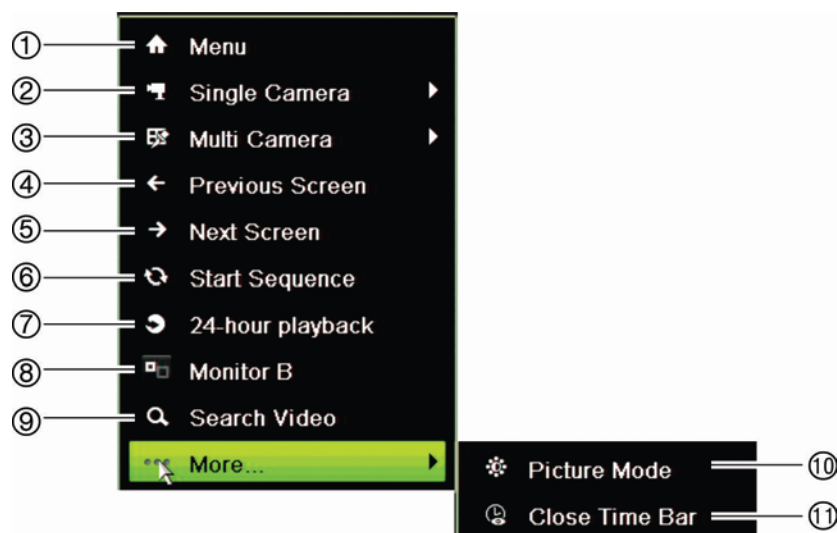 ① Menu
② Single Camera
③ Multi Camera
④ Previous Screen
⑤ Next Screen
⑥ Start Sequence
⑦ 24-hour playback
⑧ Monitor B
⑨ Search Video
More...
Picture Mode ⑩
Close Time Bar ⑪